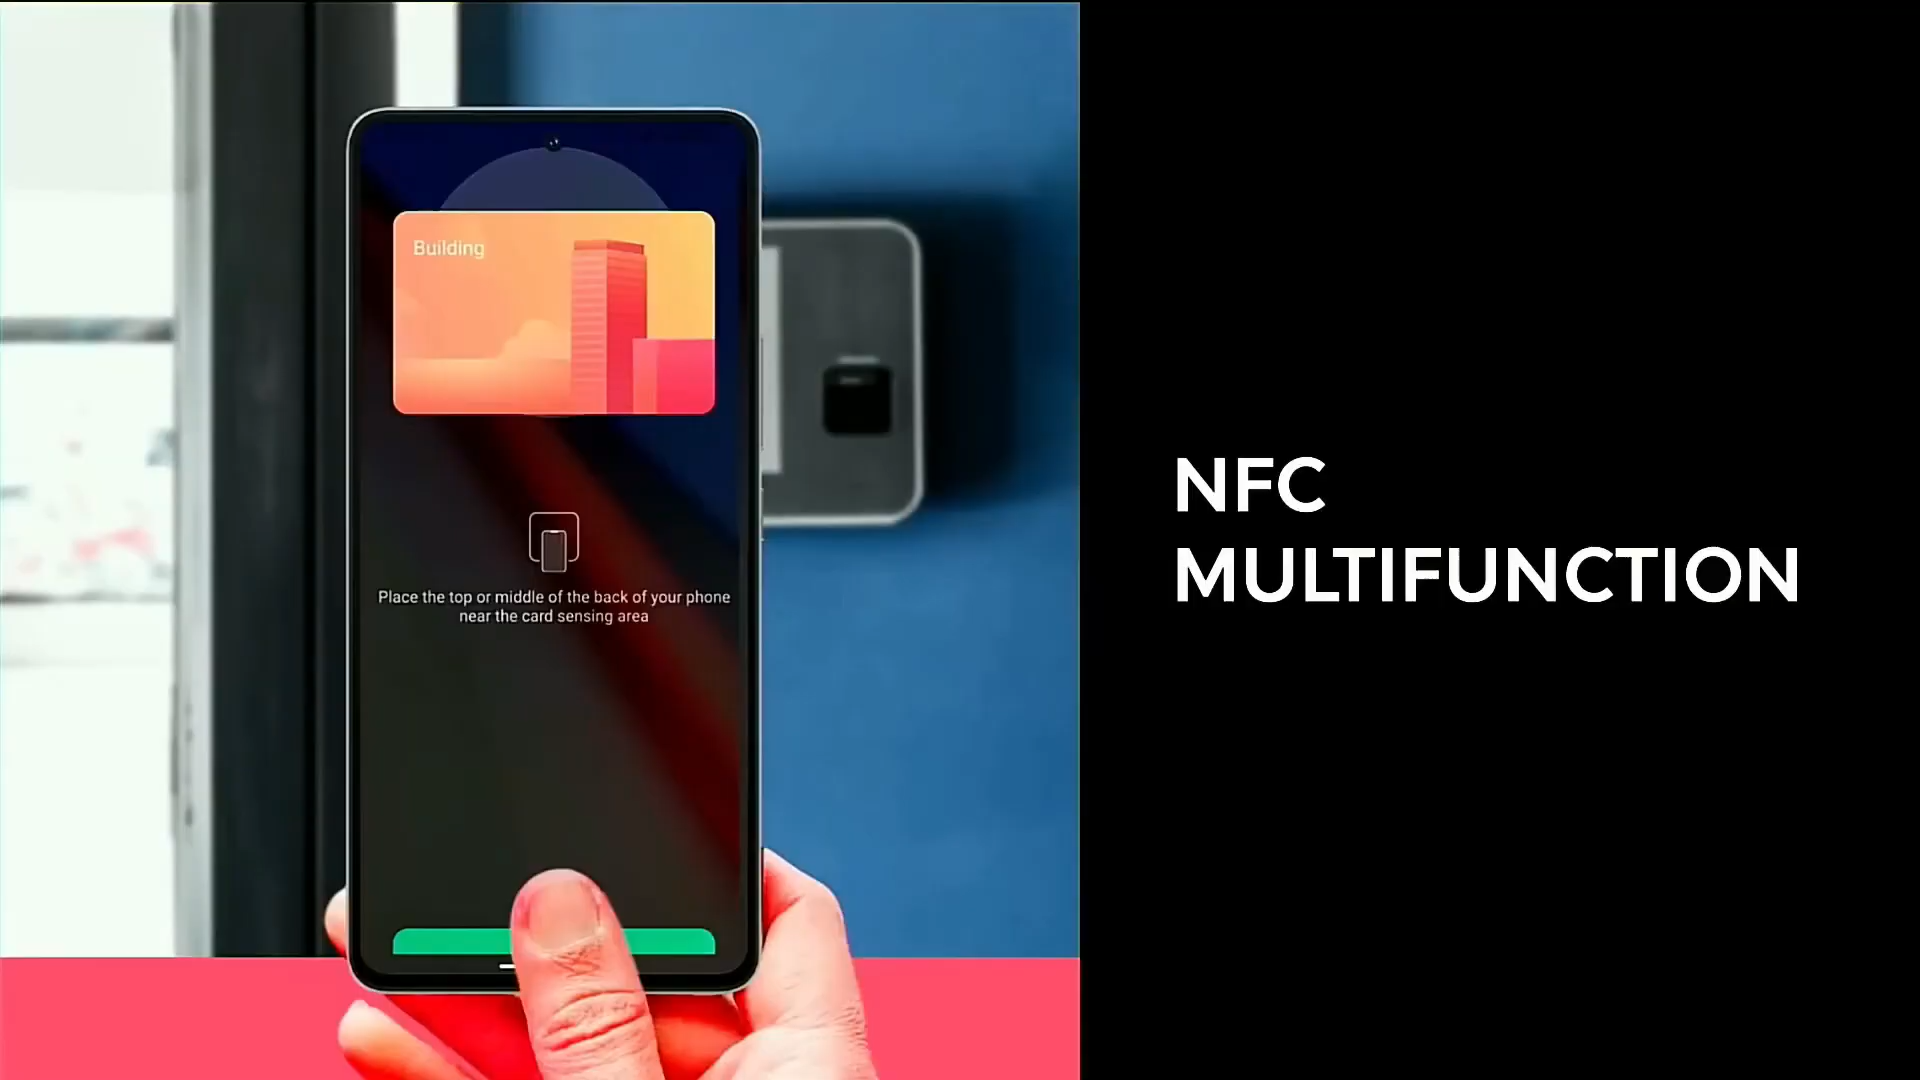 Building
Place the top or middle of the back of your phone
near the card sensing area
NFC
MULTIFUNCTION